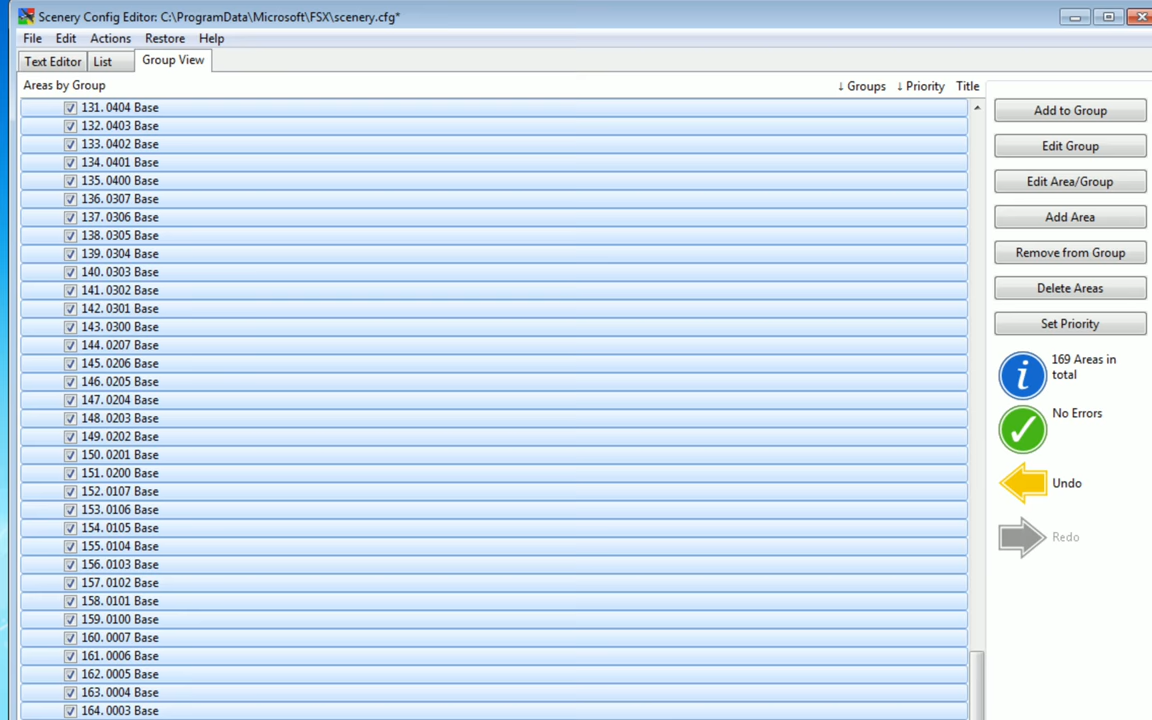 Scenery Config Editor: C:\ProgramData\Microsoft\FSX\scenery.cfg*
File Edit Actions Restore Help
Text Editor List Group View
Areas by Group ↓ Groups ↓ Priority Title
131. 0404 Base
132. 0403 Base
133. 0402 Base
134. 0401 Base
135. 0400 Base
136. 0307 Base
137. 0306 Base
138. 0305 Base
139. 0304 Base
140. 0303 Base
141. 0302 Base
142. 0301 Base
143. 0300 Base
144. 0207 Base
145. 0206 Base
146. 0205 Base
147. 0204 Base
148. 0203 Base
149. 0202 Base
150. 0201 Base
151. 0200 Base
152. 0107 Base
153. 0106 Base
154. 0105 Base
155. 0104 Base
156. 0103 Base
157. 0102 Base
158. 0101 Base
159. 0100 Base
160. 0007 Base
161. 0006 Base
162. 0005 Base
163. 0004 Base
164. 0003 Base
Add to Group
Edit Group
Edit Area/Group
Add Area
Remove from Group
Delete Areas
Set Priority
169 Areas in
total
No Errors
Undo
Redo